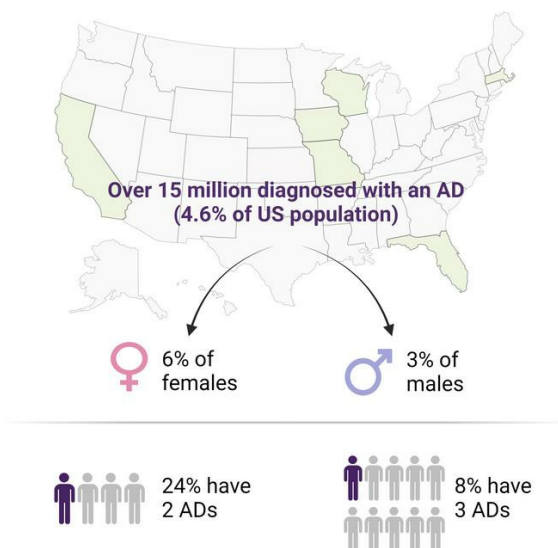 Over 15 million diagnosed with an AD
(4.6% of US population)
6% of
females
3% of
males
24% have
2 ADs
8% have
3 ADs